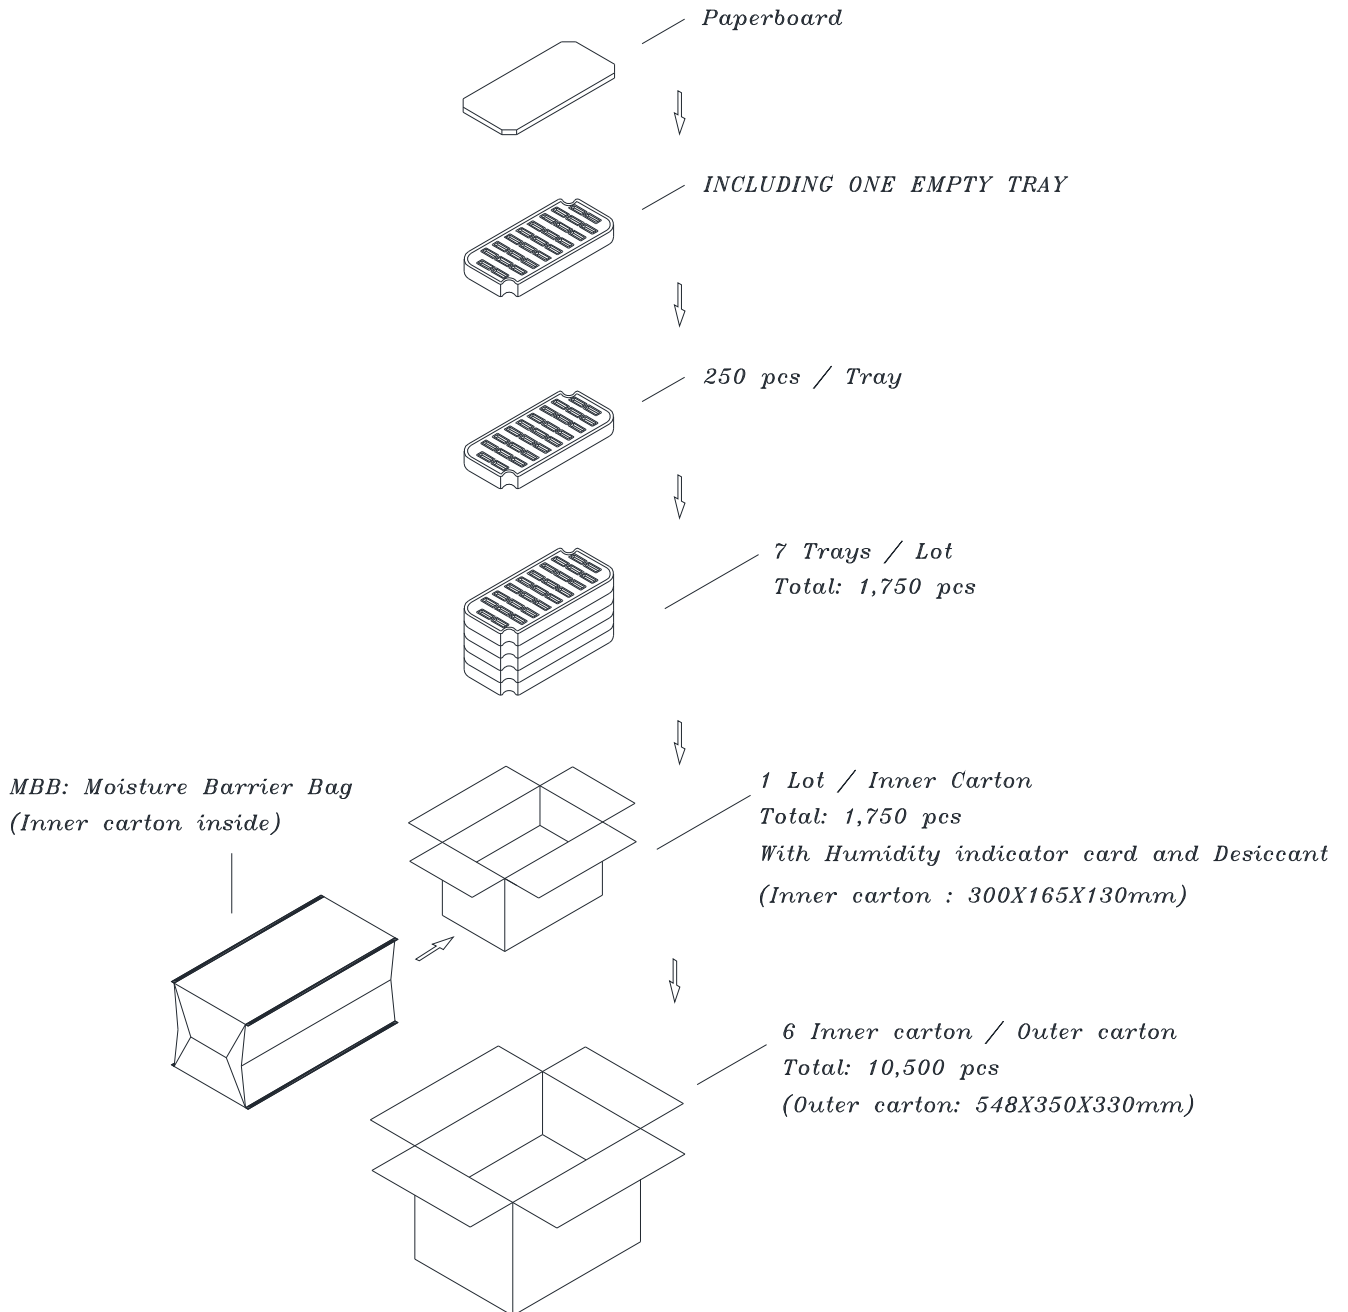 Paperboard
INCLUDING ONE EMPTY TRAY
250 pcs / Tray
7 Trays / Lot
Total: 1,750 pcs
MBB: Moisture Barrier Bag
(Inner carton inside)
1 Lot / Inner Carton
Total: 1,750 pcs
With Humidity indicator card and Desiccant
(Inner carton : 300X165X130mm)
6 Inner carton / Outer carton
Total: 10,500 pcs
(Outer carton: 548X350X330mm)